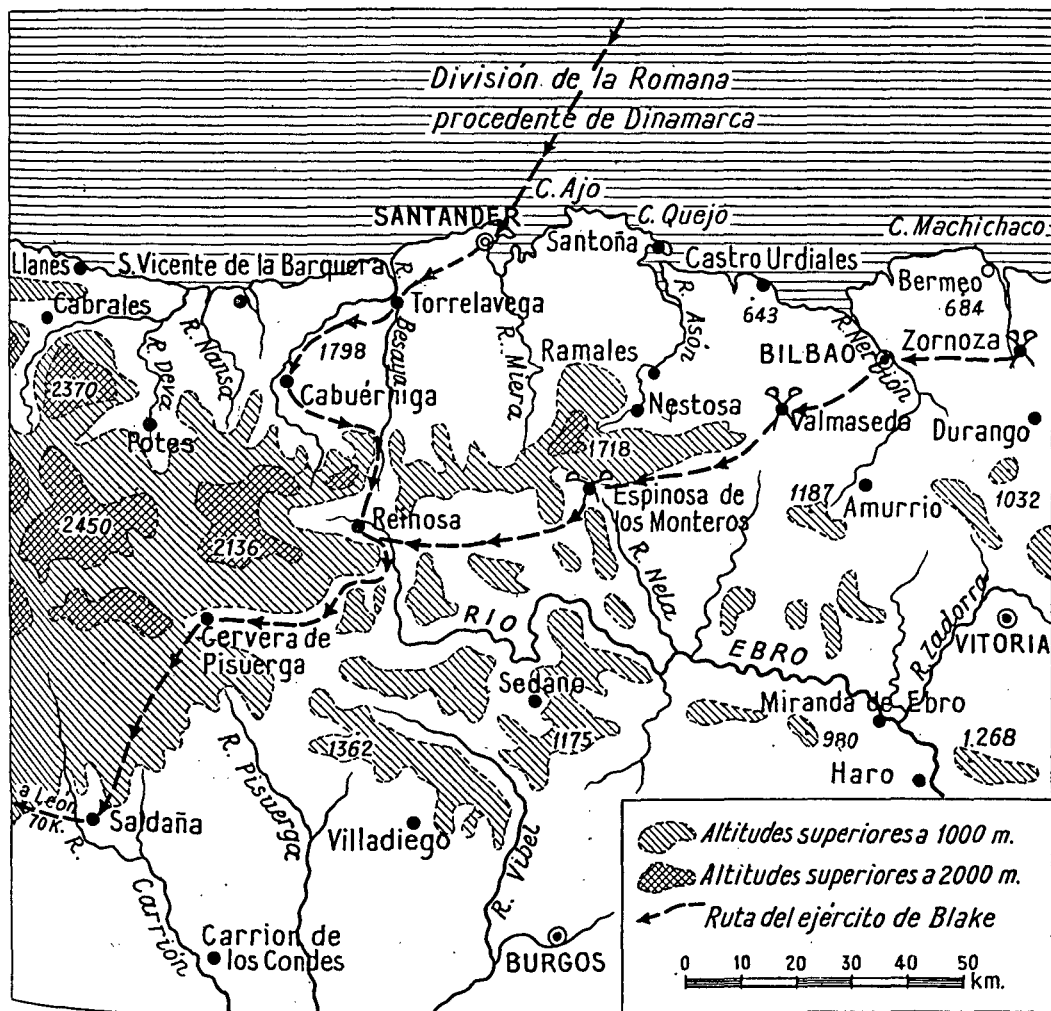 División de la Romana
procedente de Dinamarca
C. Ajo
SANTANDER
C. Quejo
Santoña
C. Machichaco
Llanes
S. Vicente de la Barquera
Castro Urdiales
Bermeo
684
Cabrales
R. Deva
R. Nansa
Torrelavega
R. Besaya
R. Miera
R. Asón
643
R. Nervión
BILBAO
Zornoza
1798
Ramales
2370
Cabuérniga
Nestosa
Valmaseda
Durango
Potes
1718
Espinosa de
los Monteros
1187
Amurrio
1032
2450
2136
Reinosa
R. Nela
RIO
EBRO
R. Zadorra
VITORIA
Cervera de
Pisuerga
Sedano
Miranda de Ebro
1362
1175
980
1.268
Haro
R. Pisuerga
a León
70 K.
Saldaña
R.
Carrión
Villadiego
R. Vibel
Carrion de
los Condes
BURGOS
Altitudes superiores a 1000 m.
Altitudes superiores a 2000 m.
Ruta del ejército de Blake
0 10 20 30 40 50
km.